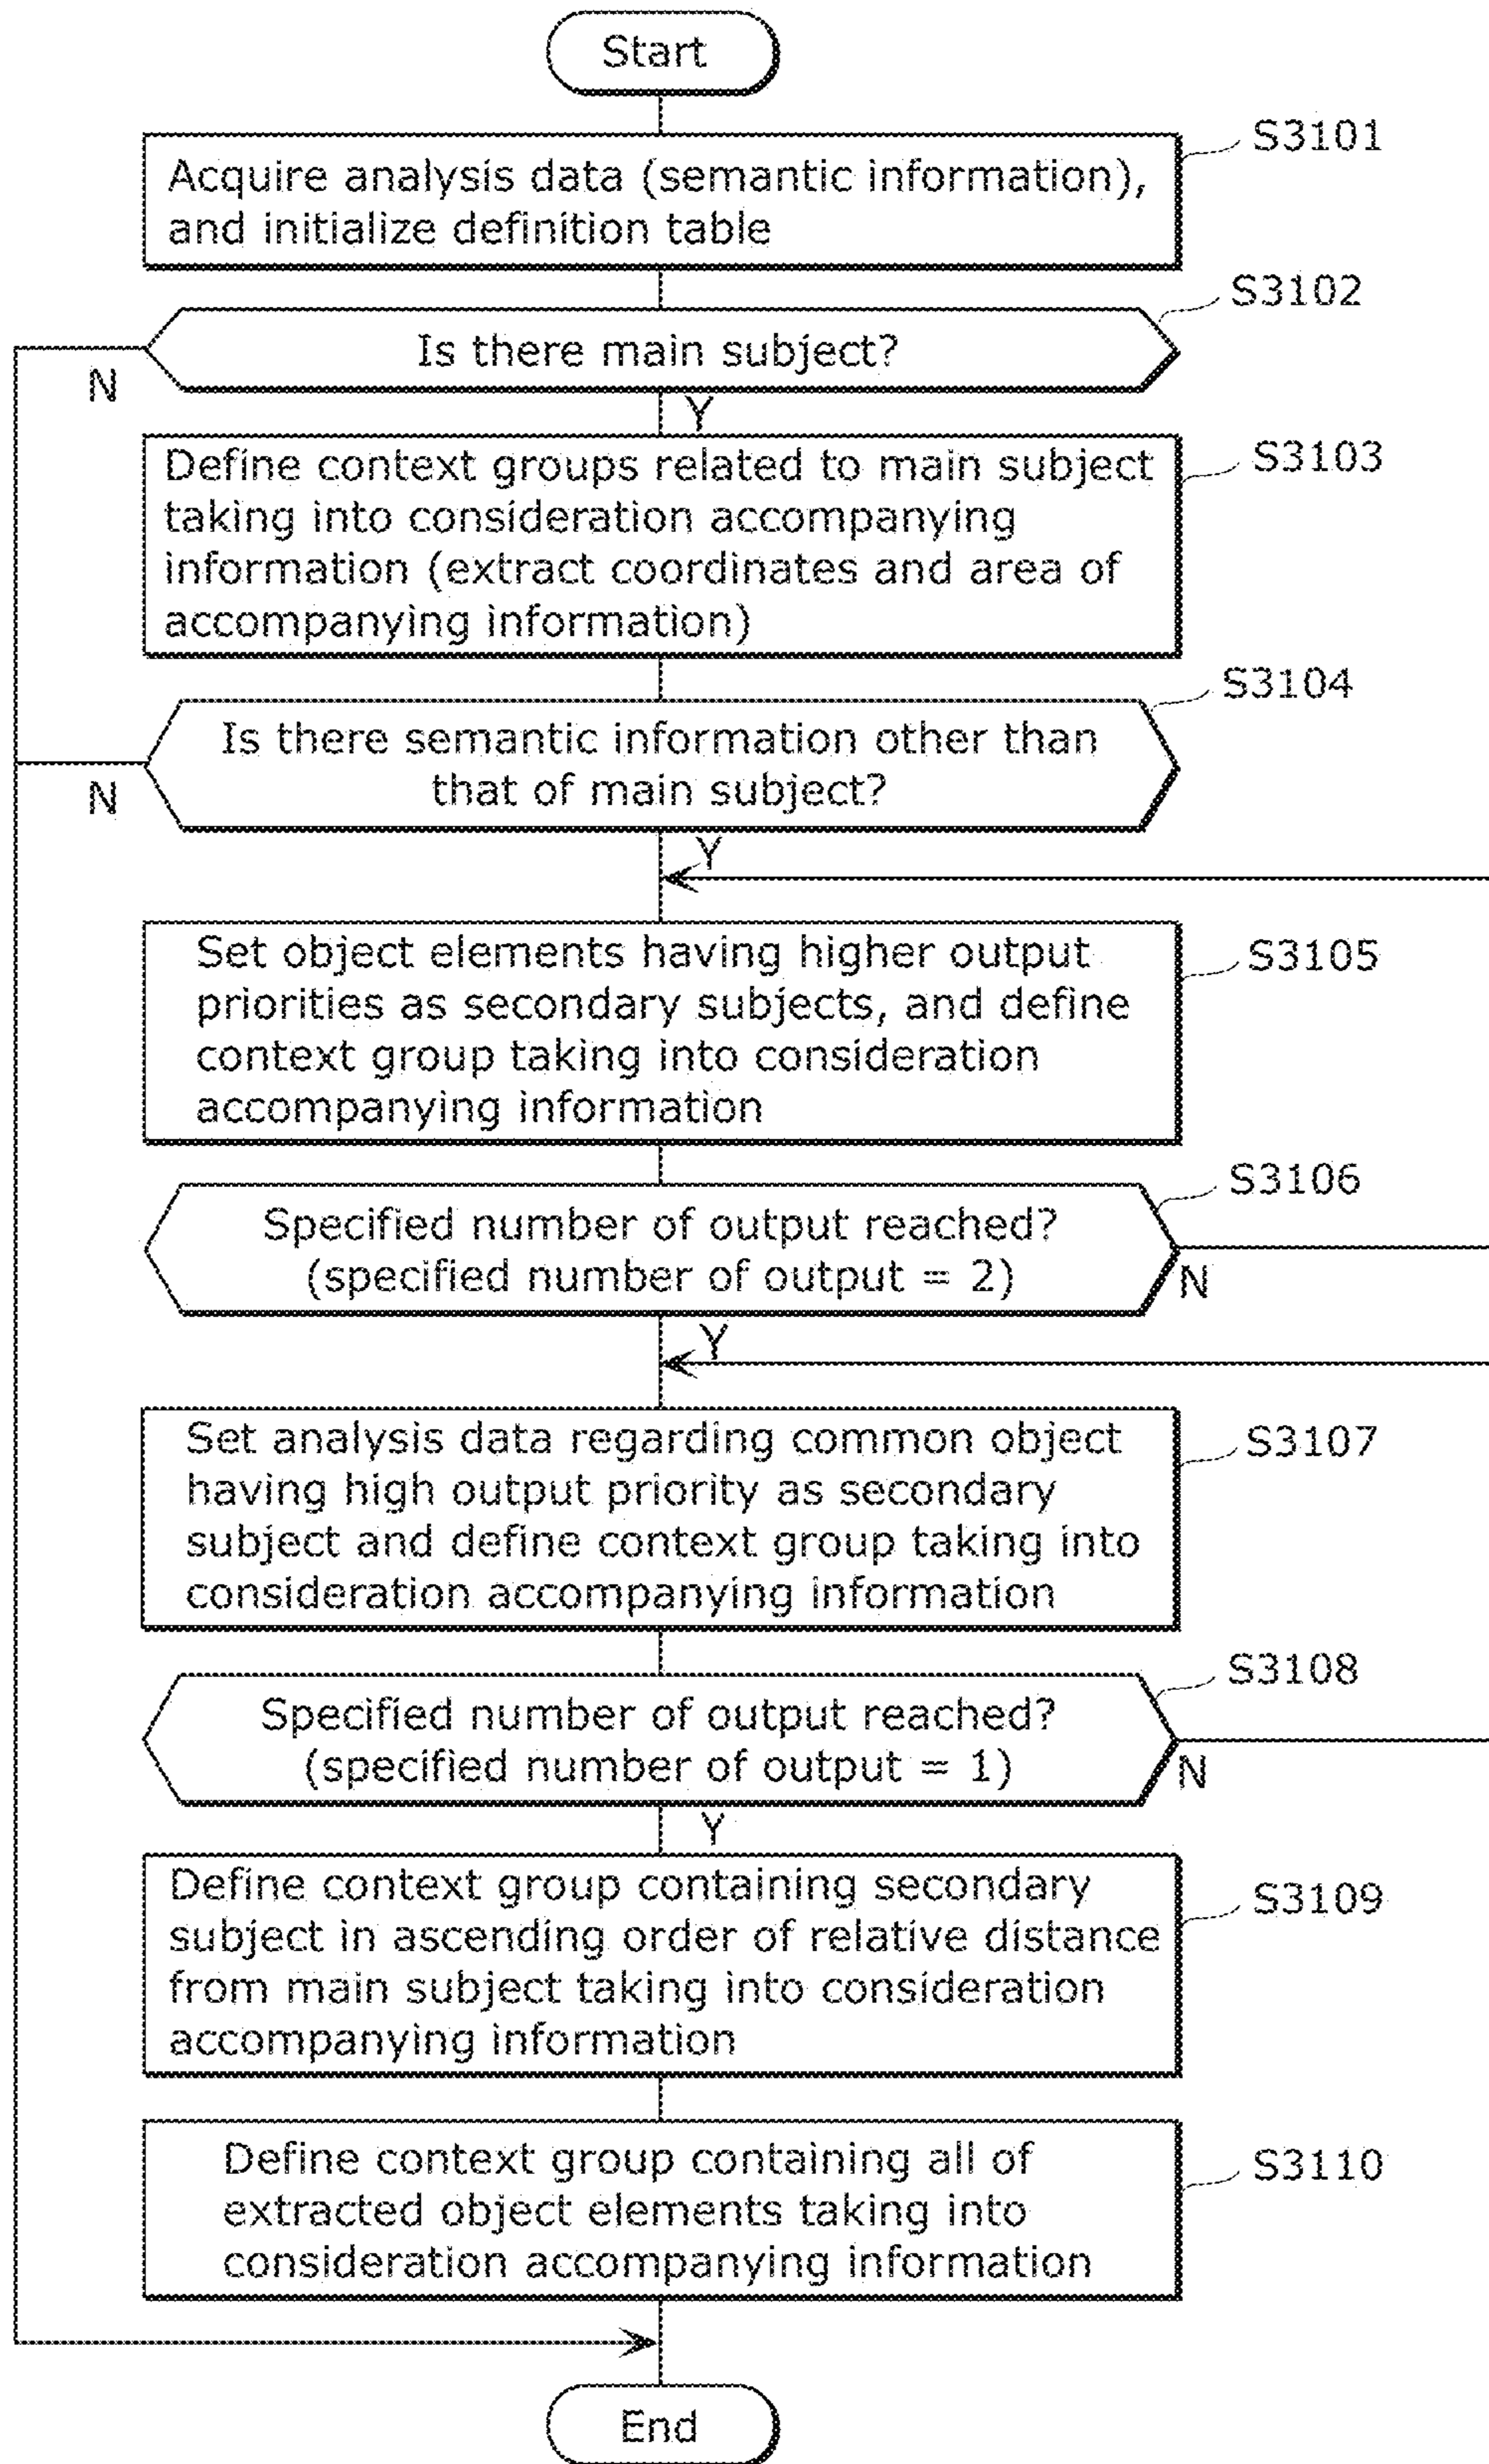 Start
S3101
Acquire analysis data (semantic information),
and initialize definition table
S3102
Is there main subject?
N
Y
S3103
Define context groups related to main subject
taking into consideration accompanying
information (extract coordinates and area of
accompanying information)
S3104
Is there semantic information other than
that of main subject?
N
Y
S3105
Set object elements having higher output
priorities as secondary subjects, and define
context group taking into consideration
accompanying information
S3106
Specified number of output reached?
(specified number of output = 2)
N
Y
S3107
Set analysis data regarding common object
having high output priority as secondary
subject and define context group taking into
consideration accompanying information
S3108
Specified number of output reached?
(specified number of output = 1)
N
Y
S3109
Define context group containing secondary
subject in ascending order of relative distance
from main subject taking into consideration
accompanying information
S3110
Define context group containing all of
extracted object elements taking into
consideration accompanying information
End